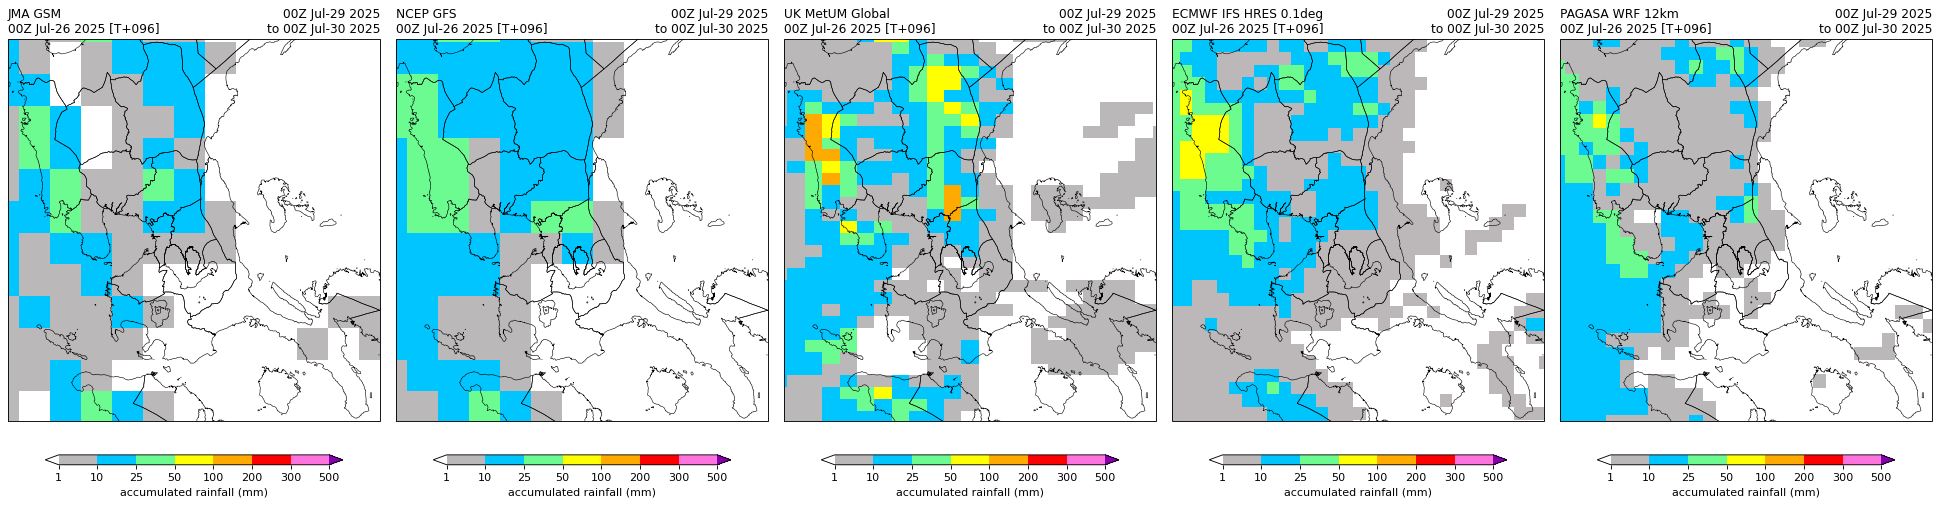 JMA GSM 00Z Jul-29 2025
00Z Jul-26 2025 [T+096] to 00Z Jul-30 2025
1 10 25 50 100 200 300 500
accumulated rainfall (mm)
NCEP GFS 00Z Jul-29 2025
00Z Jul-26 2025 [T+096] to 00Z Jul-30 2025
1 10 25 50 100 200 300 500
accumulated rainfall (mm)
UK MetUM Global 00Z Jul-29 2025
00Z Jul-26 2025 [T+096] to 00Z Jul-30 2025
1 10 25 50 100 200 300 500
accumulated rainfall (mm)
ECMWF IFS HRES 0.1deg 00Z Jul-29 2025
00Z Jul-26 2025 [T+096] to 00Z Jul-30 2025
1 10 25 50 100 200 300 500
accumulated rainfall (mm)
PAGASA WRF 12km 00Z Jul-29 2025
00Z Jul-26 2025 [T+096] to 00Z Jul-30 2025
1 10 25 50 100 200 300 500
accumulated rainfall (mm)